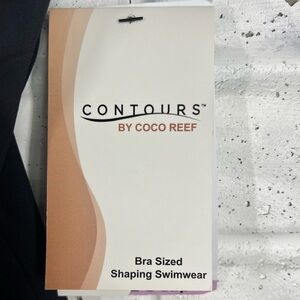 CONTOURS™
BY COCO REEF
Bra Sized
Shaping Swimwear